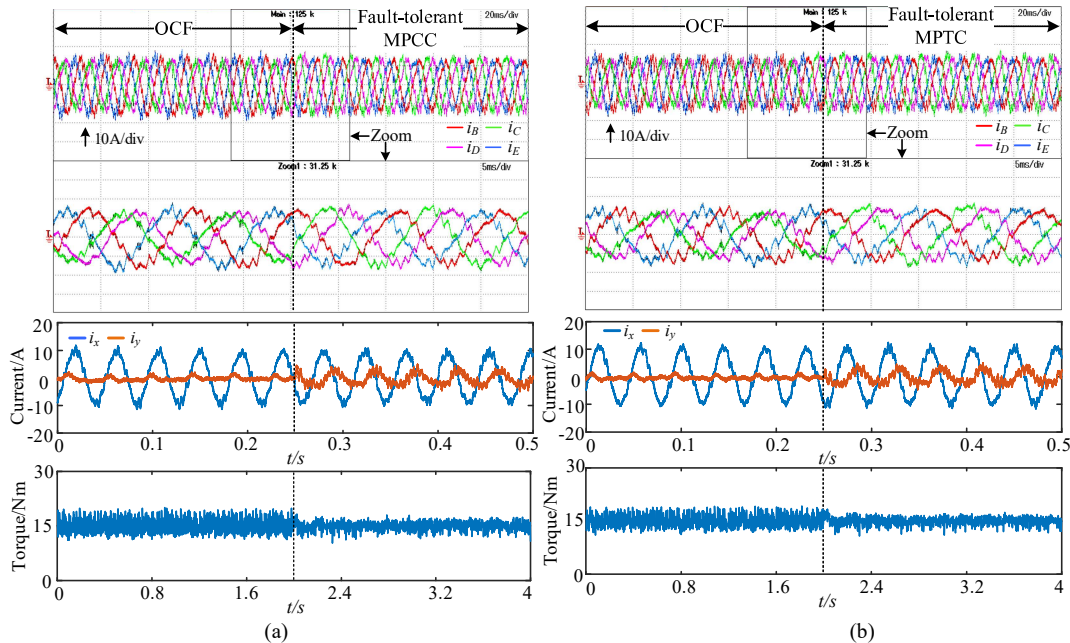 Main : 125 k
20ms/div
OCF
Fault-tolerant
MPCC
10A/div
Zoom
i_B i_C
i_D i_E
Zoom1 : 31.25 k
5ms/div
i_x i_y
Current/A
20
10
0
-10
-20
0 0.1 0.2 0.3 0.4 0.5
t/s
Torque/Nm
30
15
0
0 0.8 1.6 2.4 3.2 4
t/s
(a)
Main : 125 k
20ms/div
OCF
Fault-tolerant
MPTC
10A/div
Zoom
i_B i_C
i_D i_E
Zoom1 : 31.25 k
5ms/div
i_x i_y
Current/A
20
10
0
-10
-20
0 0.1 0.2 0.3 0.4 0.5
t/s
Torque/Nm
30
15
0
0 0.8 1.6 2.4 3.2 4
t/s
(b)